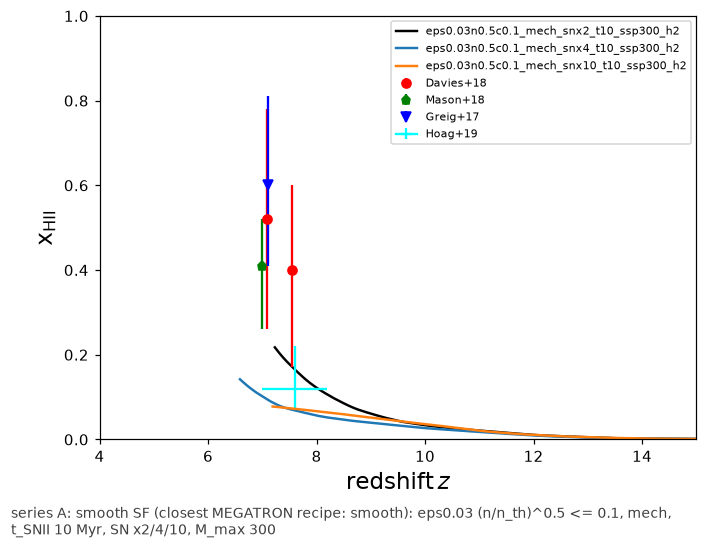 1.0
0.8
0.6
0.4
0.2
0.0
xHII
4
6
8
10
12
14
redshift z
eps0.03n0.5c0.1_mech_snx2_t10_ssp300_h2
eps0.03n0.5c0.1_mech_snx4_t10_ssp300_h2
eps0.03n0.5c0.1_mech_snx10_t10_ssp300_h2
Davies+18
Mason+18
Greig+17
Hoag+19
series A: smooth SF (closest MEGATRON recipe: smooth): eps0.03 (n/n_th)^0.5 <= 0.1, mech,
t_SNII 10 Myr, SN x2/4/10, M_max 300